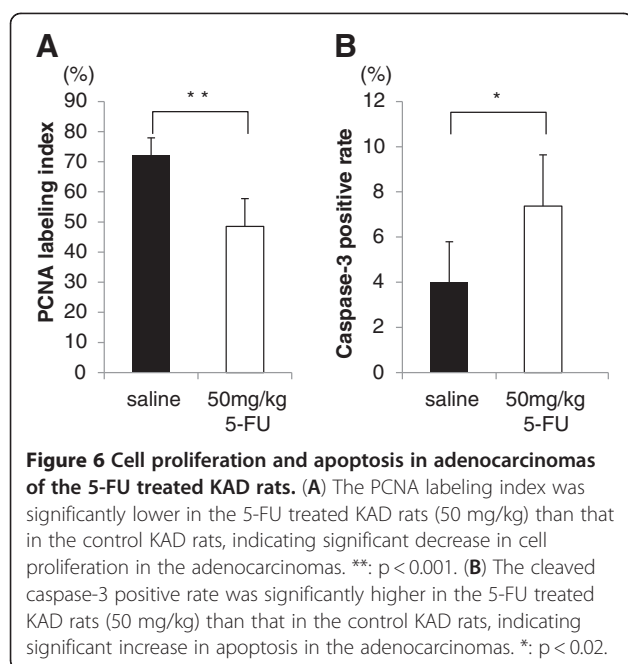 A
(%)
PCNA labeling index
90
80
70
60
50
40
30
20
10
0
* *
saline
50mg/kg
5-FU
B
(%)
Caspase-3 positive rate
12
10
8
6
4
2
0
*
saline
50mg/kg
5-FU
Figure 6 Cell proliferation and apoptosis in adenocarcinomas
of the 5-FU treated KAD rats. (A) The PCNA labeling index was
significantly lower in the 5-FU treated KAD rats (50 mg/kg) than that
in the control KAD rats, indicating significant decrease in cell
proliferation in the adenocarcinomas. **: p < 0.001. (B) The cleaved
caspase-3 positive rate was significantly higher in the 5-FU treated
KAD rats (50 mg/kg) than that in the control KAD rats, indicating
significant increase in apoptosis in the adenocarcinomas. *: p < 0.02.